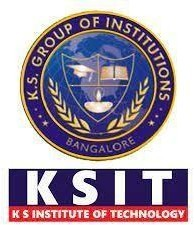 K.S. GROUP OF INSTITUTIONS
BANGALORE
KSIT
K S INSTITUTE OF TECHNOLOGY